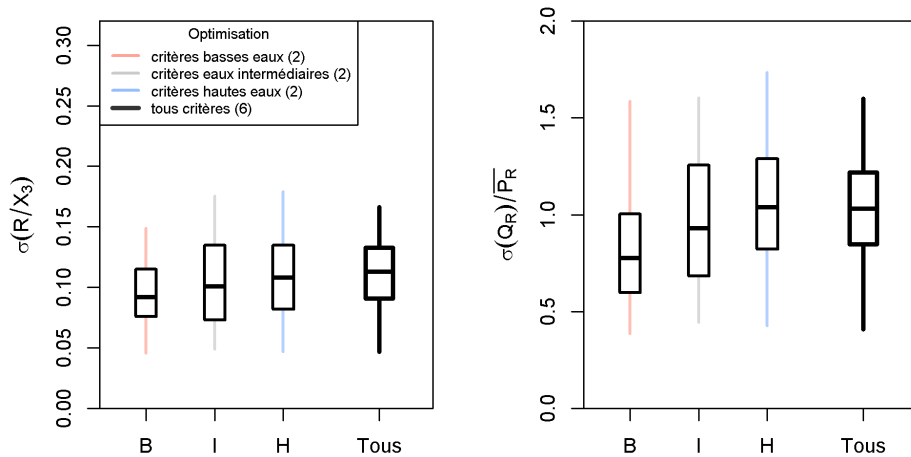 Optimisation
critères basses eaux (2)
critères eaux intermédiaires (2)
critères hautes eaux (2)
tous critères (6)
σ(R/X₃)
0.30
0.25
0.20
0.15
0.10
0.05
0.00
B I H Tous
σ(Q_R)/P̅_R̅
2.0
1.5
1.0
0.5
0.0
B I H Tous